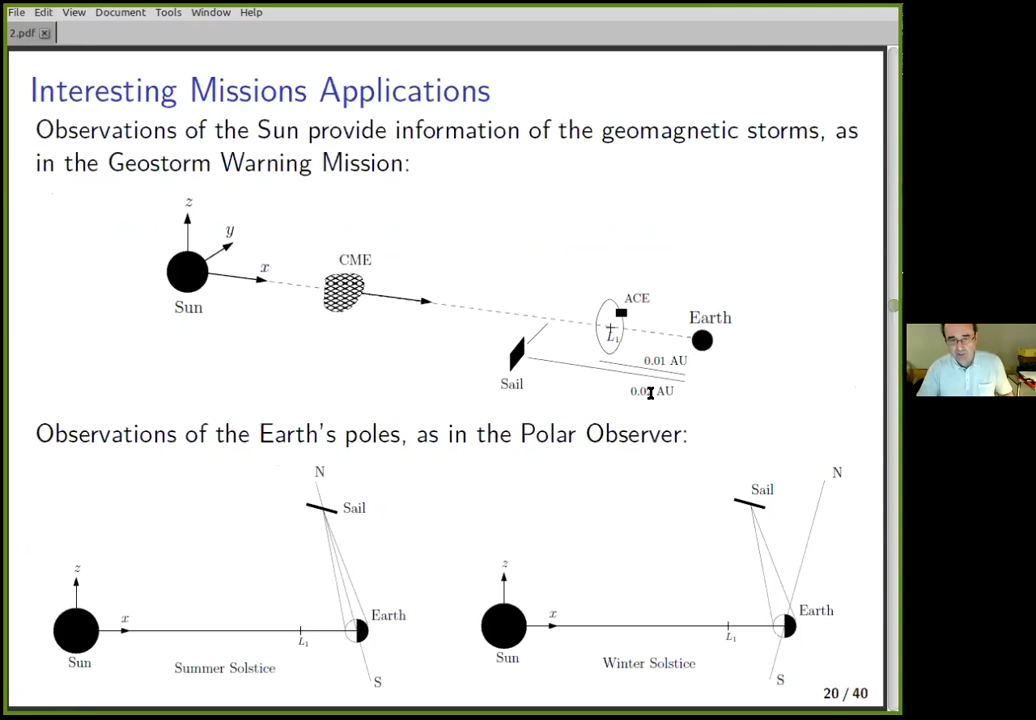 File Edit View Document Tools Window Help
2.pdf
Interesting Missions Applications
Observations of the Sun provide information of the geomagnetic storms, as
in the Geostorm Warning Mission:
z
y
x
CME
Sun
ACE
L1
Earth
0.01 AU
Sail
AU
Observations of the Earth's poles, as in the Polar Observer:
N
Sail
z
x
L1
Earth
Sun
Summer Solstice
S
N
Sail
z
x
L1
Earth
Sun
Winter Solstice
S
20 / 40